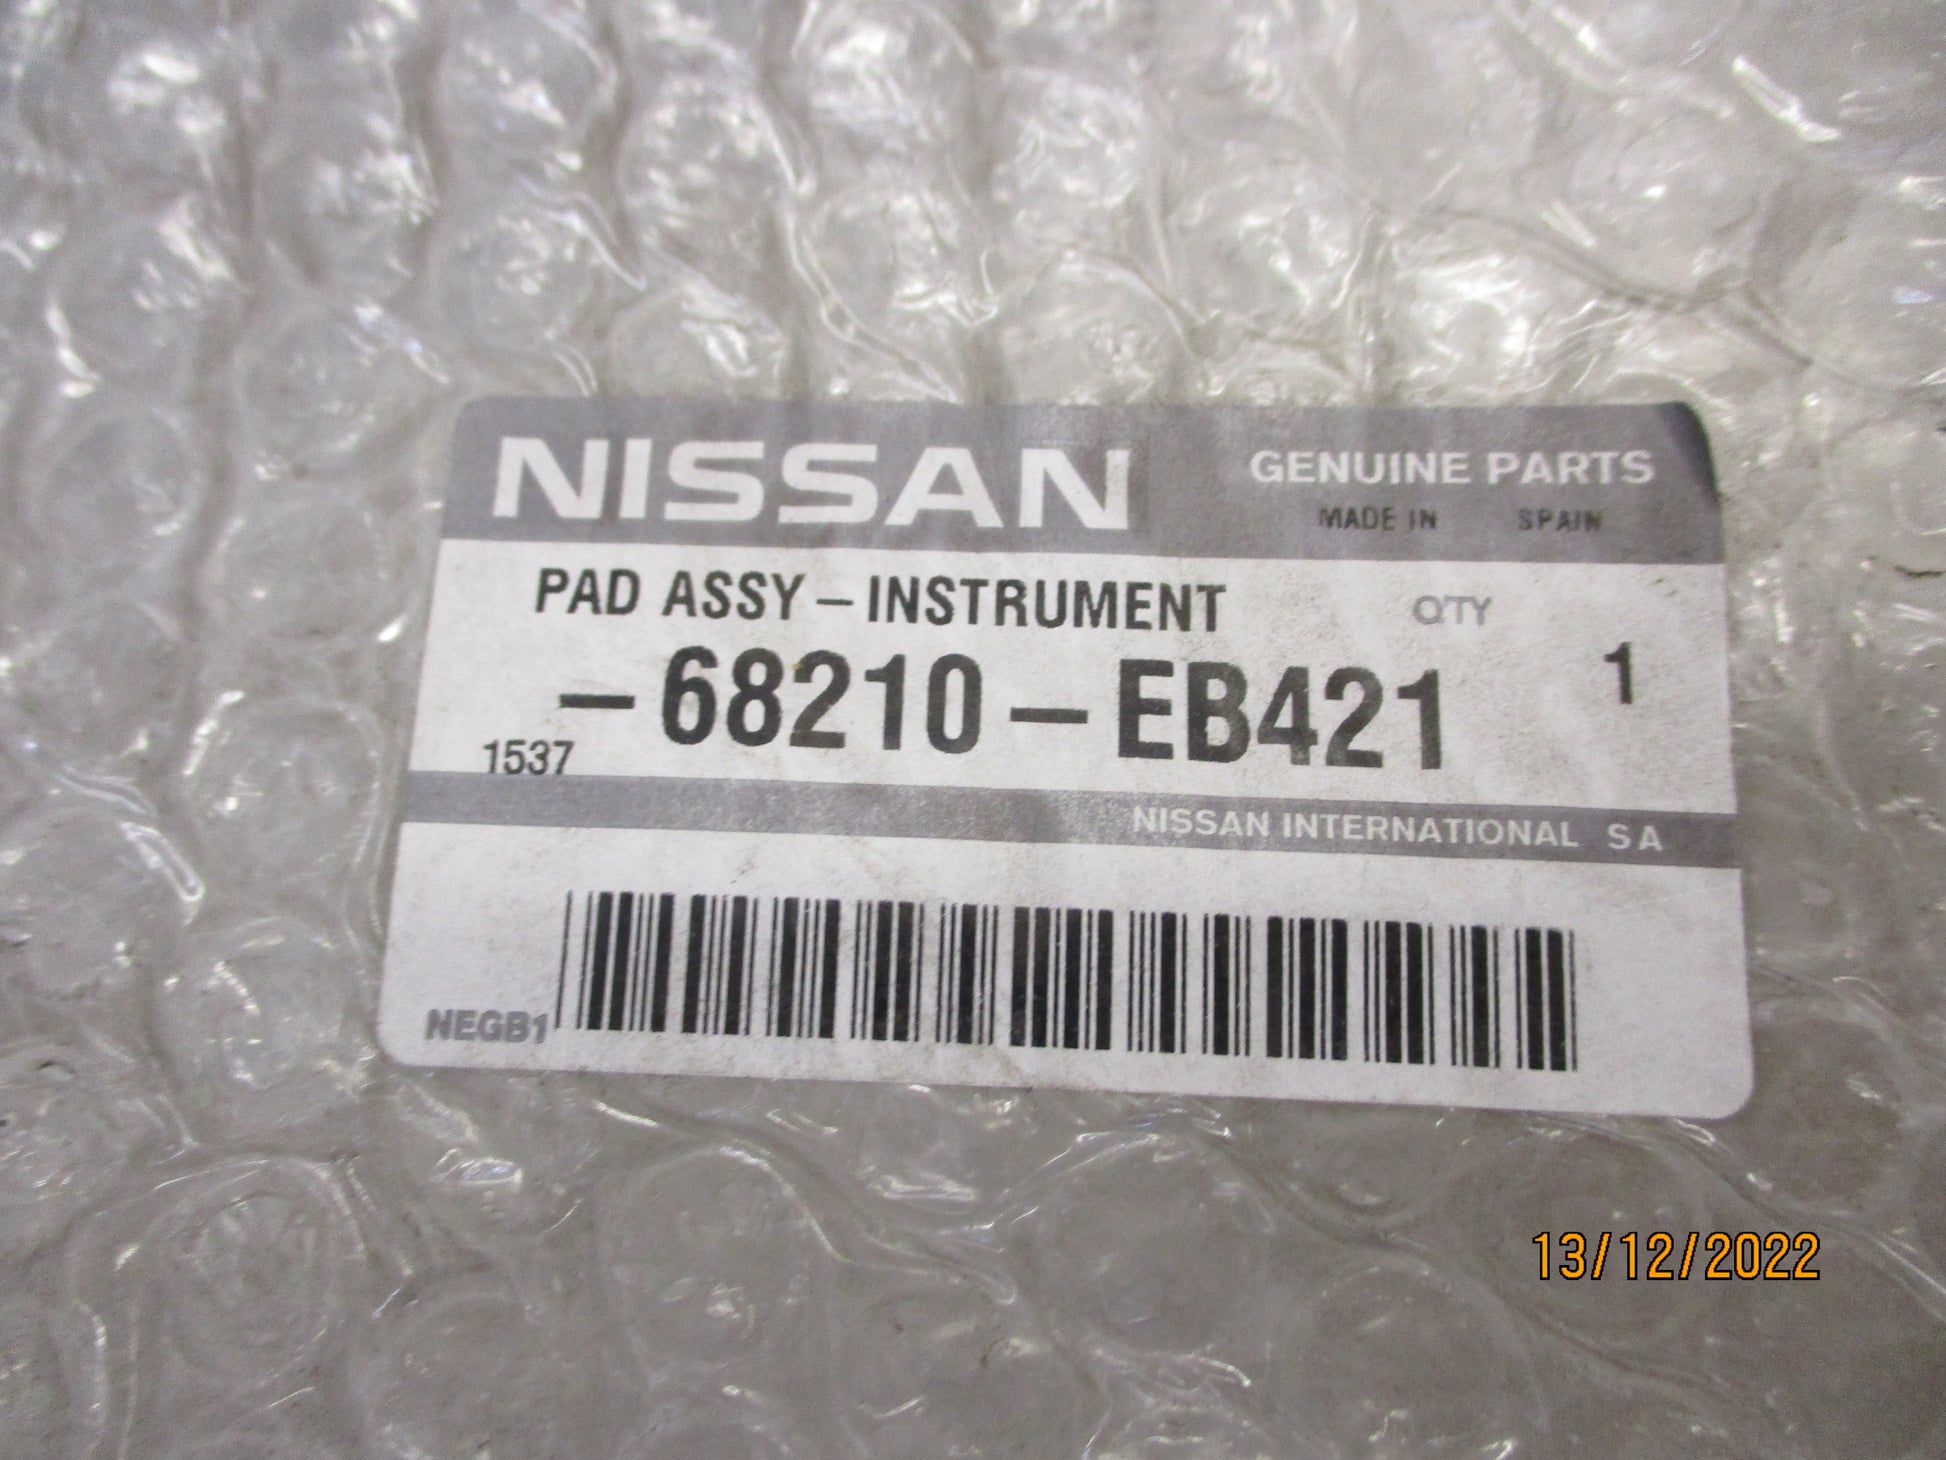 NISSAN
GENUINE PARTS
MADE IN SPAIN
PAD ASSY – INSTRUMENT
Q'TY
– 68210 – EB421
1
1537
NISSAN INTERNATIONAL SA
NEGB1
13/12/2022